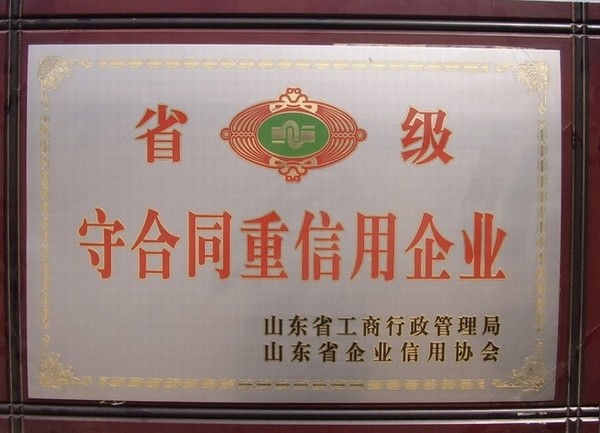 省 级
守合同重信用企业
山东省工商行政管理局
山东省企业信用协会